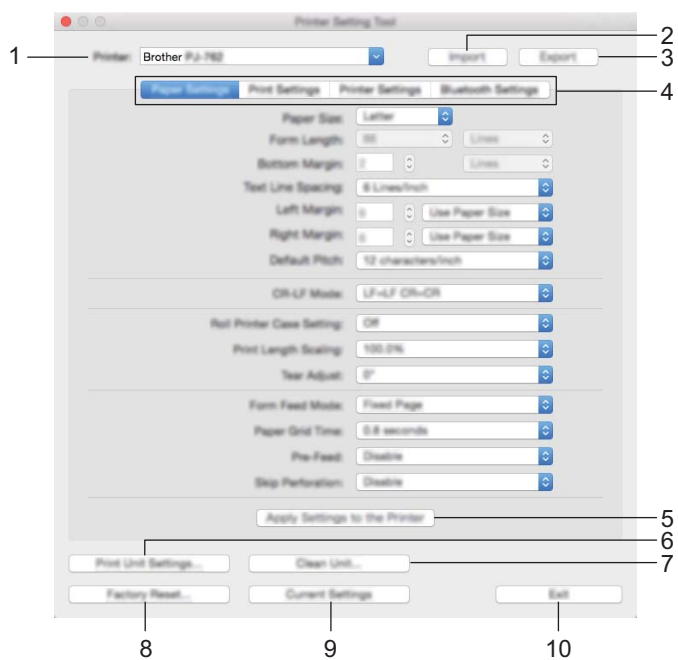 Printer Setting Tool
2
1
Printer: Brother PJ-762 Import Export
3
Paper Settings Print Settings Printer Settings Bluetooth Settings
4
Paper Size: Letter
Form Length: Lines
Bottom Margin: 2 Lines
Text Line Spacing: 6 Lines/Inch
Left Margin: Use Paper Size
Right Margin: Use Paper Size
Default Pitch: 12 characters/inch
CR-LF Mode: LF=LF CR=CR
Roll Printer Case Setting: Off
Print Length Scaling: 100.0%
Tear Adjust: 0"
Form Feed Mode: Fixed Page
Paper Grid Time: 0.8 seconds
Pre-Feed: Disable
Skip Perforation: Disable
Apply Settings to the Printer
5
6
Print Unit Settings... Clean Unit...
7
Factory Reset... Current Settings Exit
8 9 10